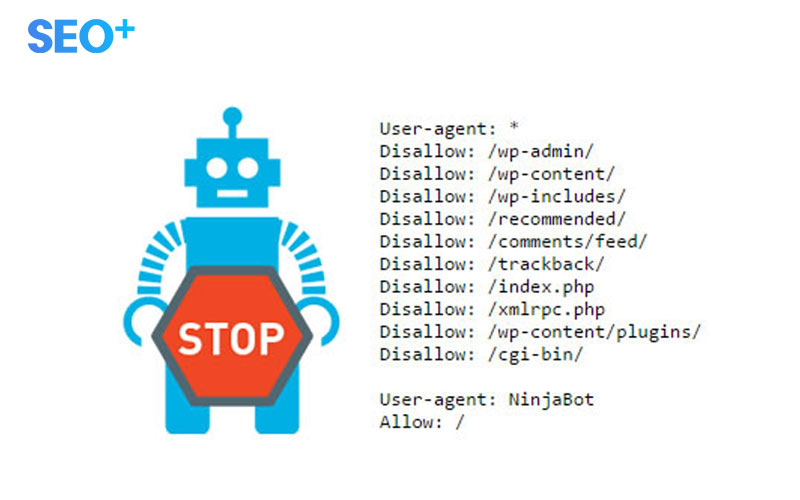 SEO+
User-agent: *
Disallow: /wp-admin/
Disallow: /wp-content/
Disallow: /wp-includes/
Disallow: /recommended/
Disallow: /comments/feed/
Disallow: /trackback/
Disallow: /index.php
Disallow: /xmlrpc.php
Disallow: /wp-content/plugins/
Disallow: /cgi-bin/
User-agent: NinjaBot
Allow: /
STOP